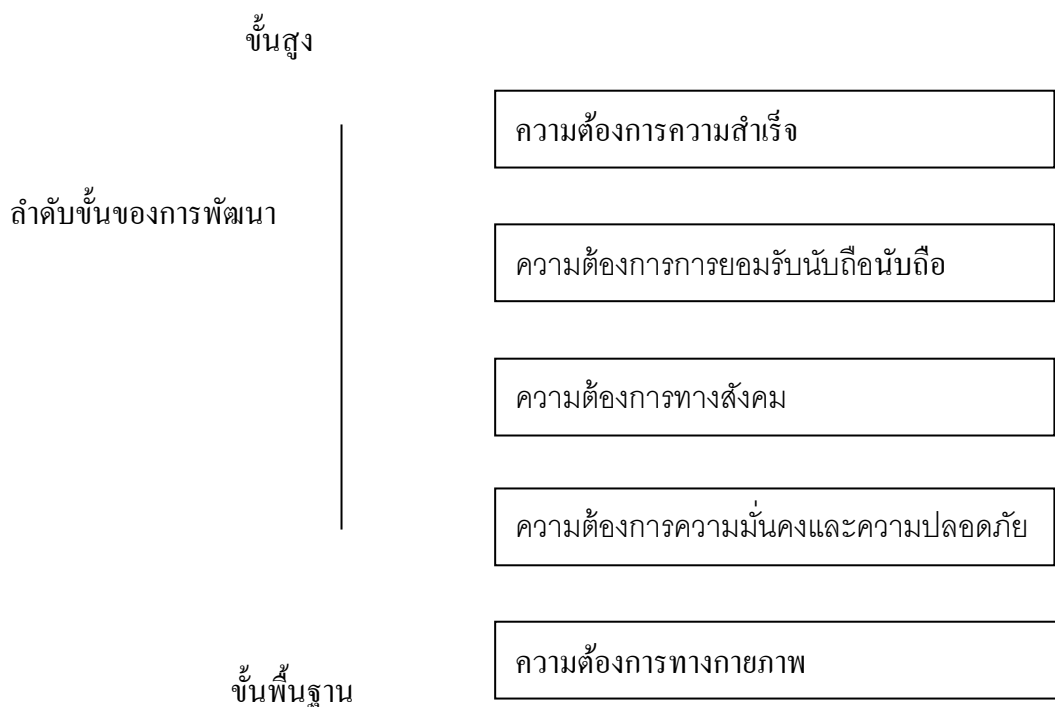 ขั้นสูง
ความต้องการความสำเร็จ
ลำดับขั้นของการพัฒนา
ความต้องการการยอมรับนับถือนับถือ
ความต้องการทางสังคม
ความต้องการความมั่นคงและความปลอดภัย
ความต้องการทางกายภาพ
ขั้นพื้นฐาน